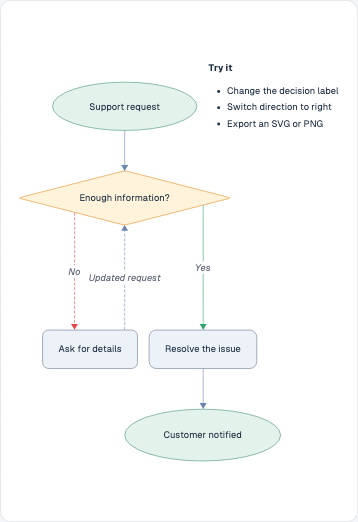 Try it
Change the decision label
Switch direction to right
Export an SVG or PNG
Support request
Enough information?
No
Updated request
Yes
Ask for details
Resolve the issue
Customer notified